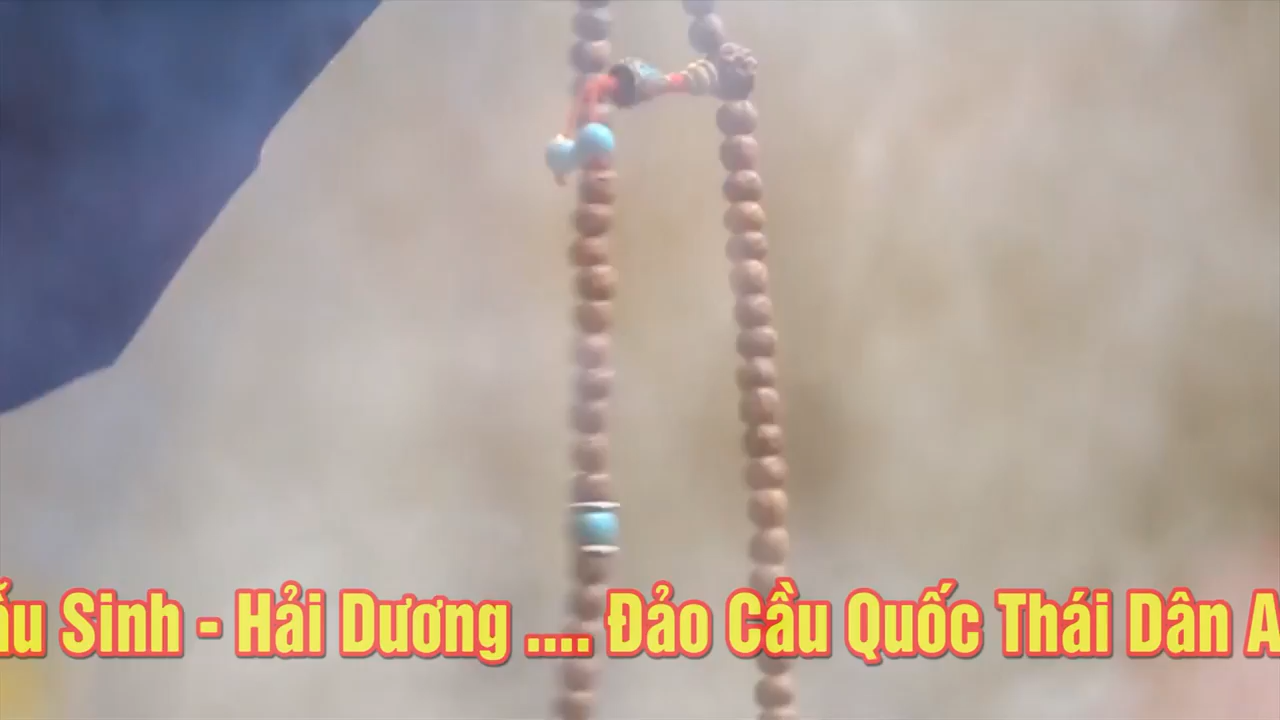 Sinh - Hải Dương .... Đảo Cầu Quốc Thái Dân